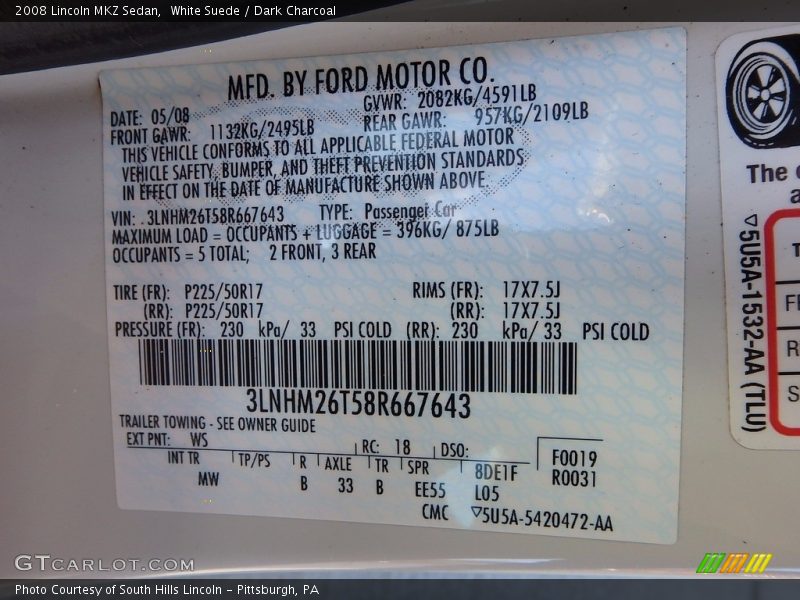 2008 Lincoln MKZ Sedan, White Suede / Dark Charcoal
MFD. BY FORD MOTOR CO.
DATE: 05/08 GVWR: 2082KG/4591LB
FRONT GAWR: 1132KG/2495LB REAR GAWR: 957KG/2109LB
THIS VEHICLE CONFORMS TO ALL APPLICABLE FEDERAL MOTOR
VEHICLE SAFETY, BUMPER, AND THEFT PREVENTION STANDARDS
IN EFFECT ON THE DATE OF MANUFACTURE SHOWN ABOVE.
VIN: 3LNHM26T58R667643 TYPE: Passenger Car
MAXIMUM LOAD = OCCUPANTS + LUGGAGE = 396KG/ 875LB
OCCUPANTS = 5 TOTAL; 2 FRONT, 3 REAR
TIRE (FR): P225/50R17 RIMS (FR): 17X7.5J
(RR): P225/50R17 (RR): 17X7.5J
PRESSURE (FR): 230 kPa/ 33 PSI COLD (RR): 230 kPa/ 33 PSI COLD
3LNHM26T58R667643
TRAILER TOWING - SEE OWNER GUIDE
EXT PNT: WS RC: 18 DSO:
INT TR TP/PS R AXLE TR SPR 8DE1F F0019
MW B 33 B EE55 L05 R0031
CMC ▽5U5A-5420472-AA
The
▽5U5A-1532-AA (TLU)
GTCARLOT.COM
Photo Courtesy of South Hills Lincoln – Pittsburgh, PA